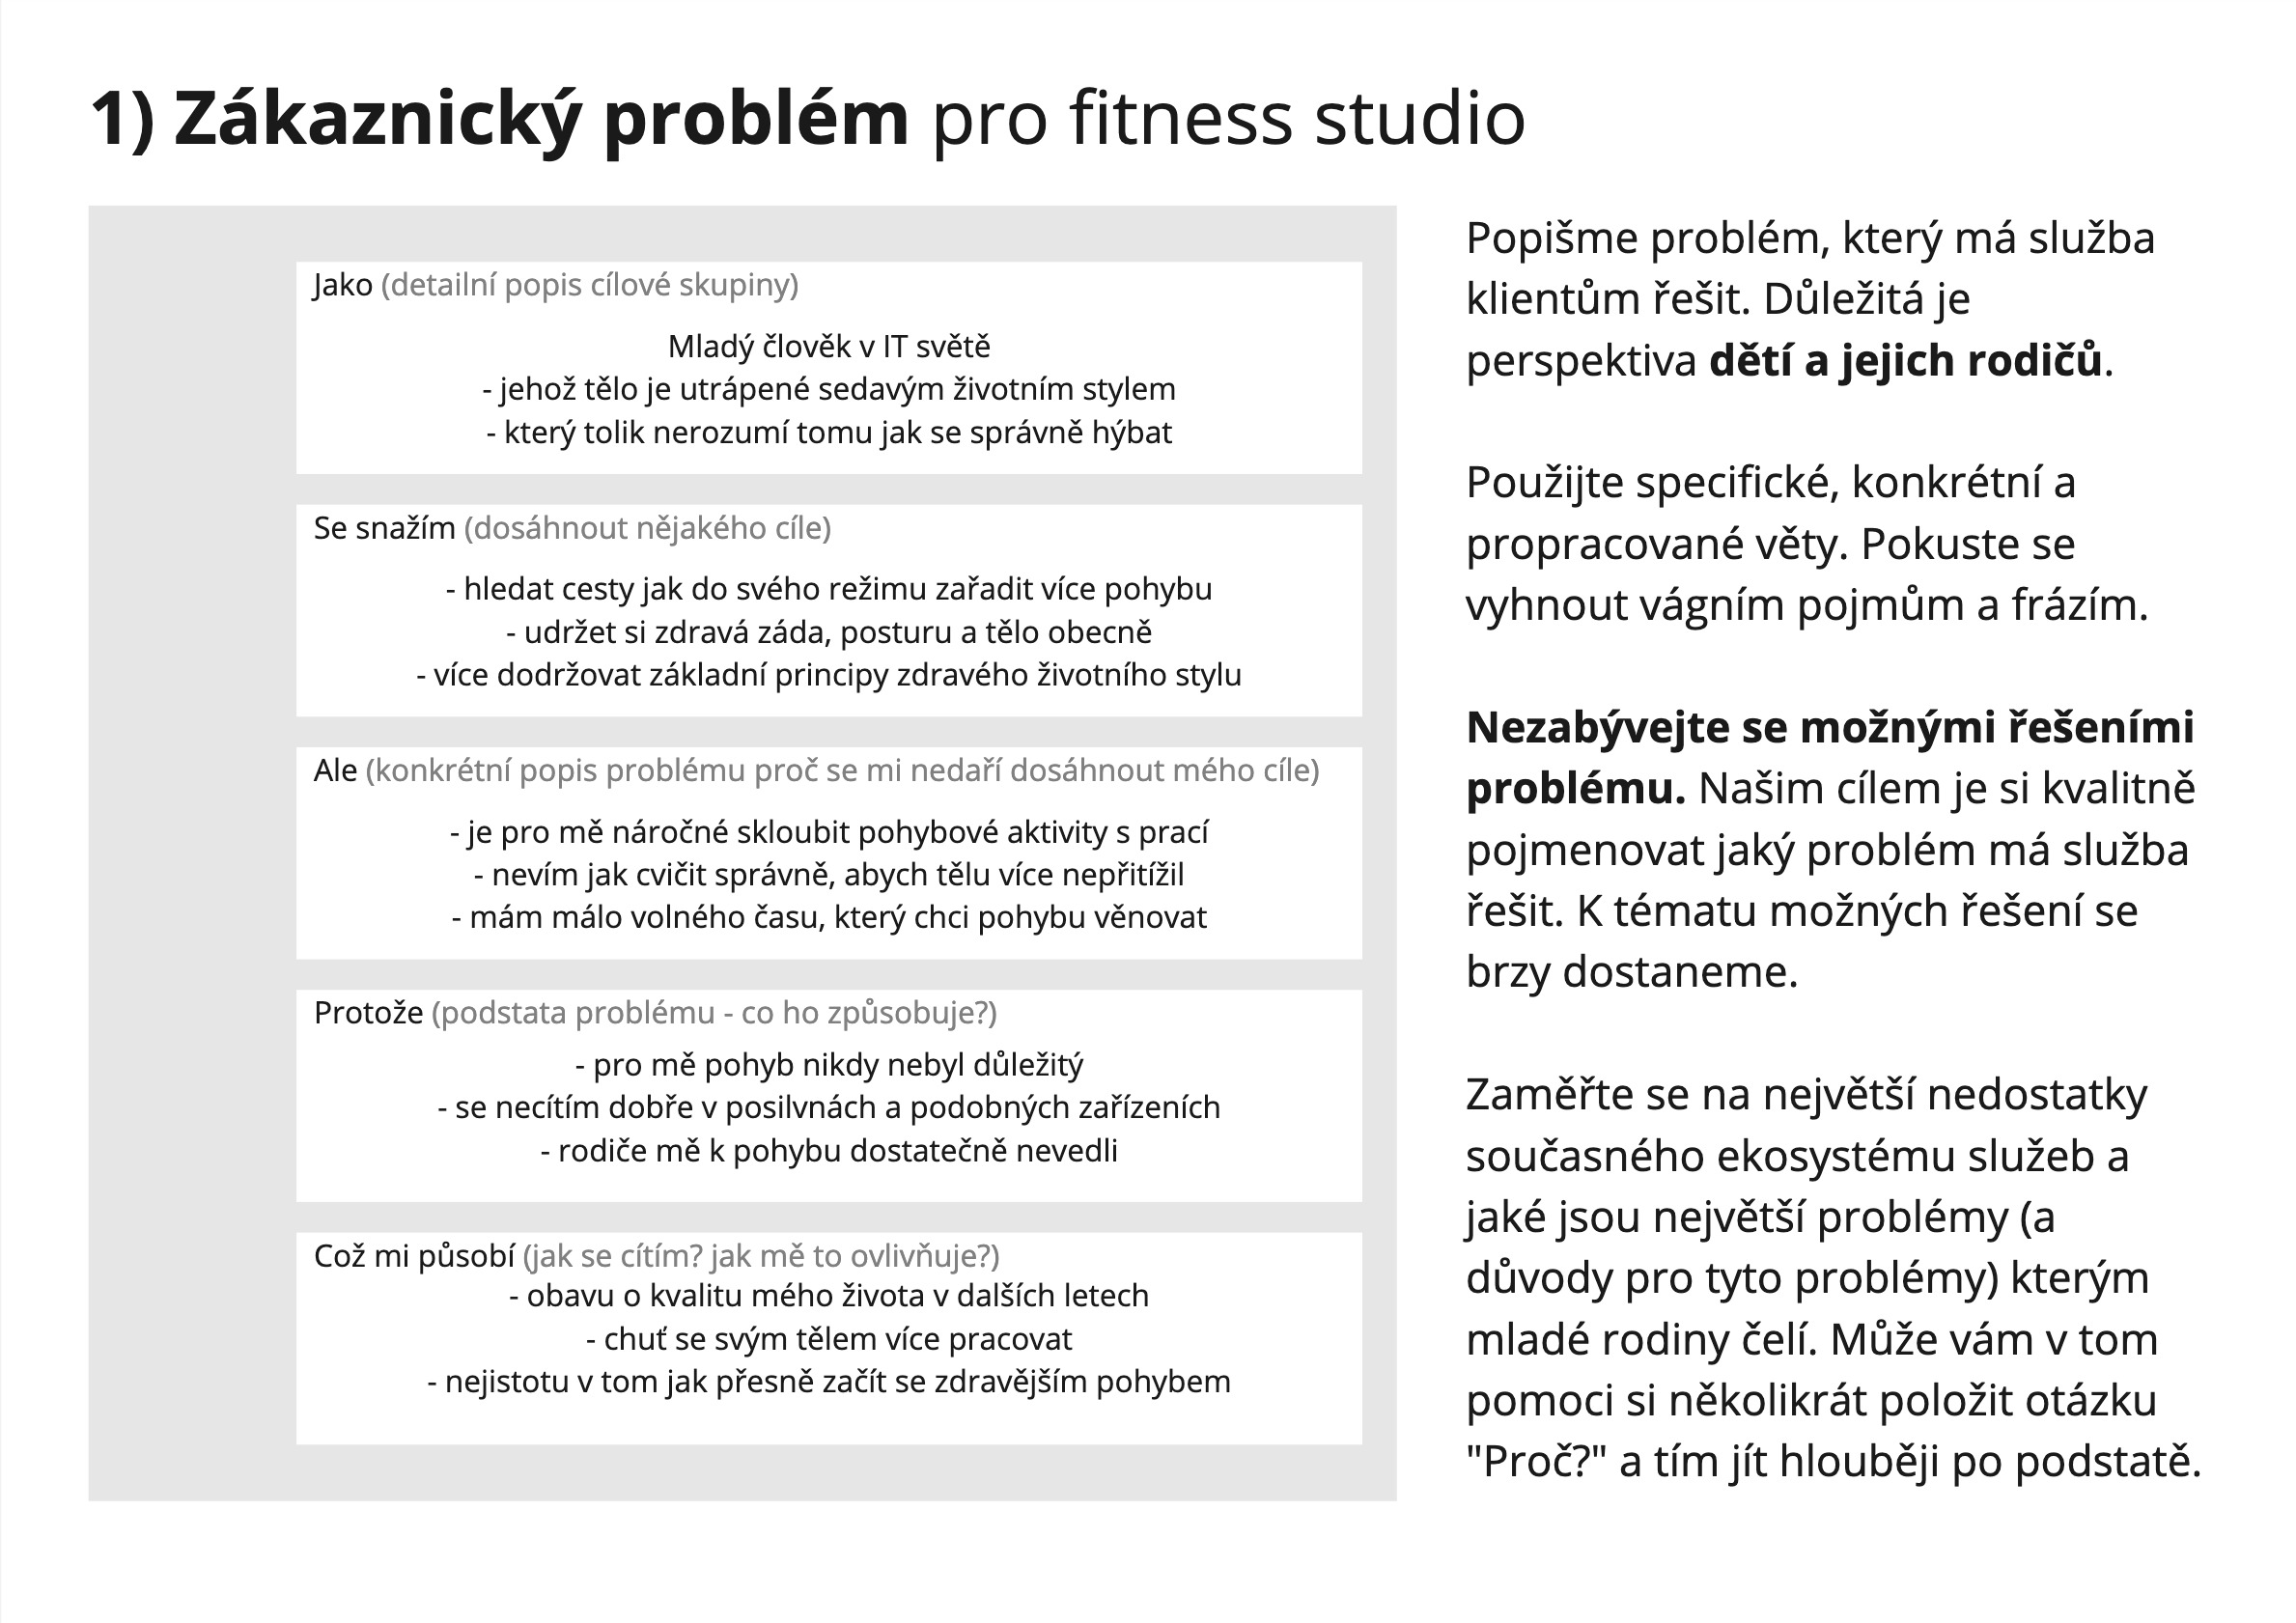 1) Zákaznický problém pro fitness studio
Jako (detailní popis cílové skupiny)
Mladý člověk v IT světě
- jehož tělo je utrápené sedavým životním stylem
- který tolik nerozumí tomu jak se správně hýbat
Se snažím (dosáhnout nějakého cíle)
- hledat cesty jak do svého režimu zařadit více pohybu
- udržet si zdravá záda, posturu a tělo obecně
- více dodržovat základní principy zdravého životního stylu
Ale (konkrétní popis problému proč se mi nedaří dosáhnout mého cíle)
- je pro mě náročné skloubit pohybové aktivity s prací
- nevím jak cvičit správně, abych tělu více nepřitížil
- mám málo volného času, který chci pohybu věnovat
Protože (podstata problému - co ho způsobuje?)
- pro mě pohyb nikdy nebyl důležitý
- se necítím dobře v posilvnách a podobných zařízeních
- rodiče mě k pohybu dostatečně nevedli
Což mi působí (jak se cítím? jak mě to ovlivňuje?)
- obavu o kvalitu mého života v dalších letech
- chuť se svým tělem více pracovat
- nejistotu v tom jak přesně začít se zdravějším pohybem
Popišme problém, který má služba
klientům řešit. Důležitá je
perspektiva dětí a jejich rodičů.
Použijte specifické, konkrétní a
propracované věty. Pokuste se
vyhnout vágním pojmům a frázím.
Nezabývejte se možnými řešeními
problému. Našim cílem je si kvalitně
pojmenovat jaký problém má služba
řešit. K tématu možných řešení se
brzy dostaneme.
Zaměřte se na největší nedostatky
současného ekosystému služeb a
jaké jsou největší problémy (a
důvody pro tyto problémy) kterým
mladé rodiny čelí. Může vám v tom
pomoci si několikrát položit otázku
"Proč?" a tím jít hlouběji po podstatě.